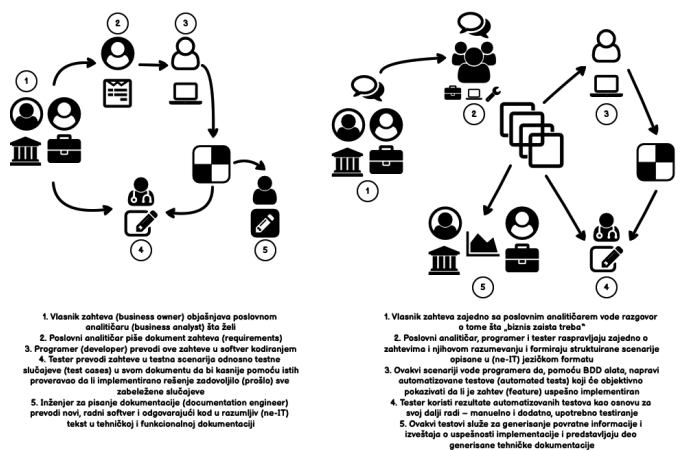 2
3
1
4
5
1. Vlasnik zahteva (business owner) objašnjava poslovnom
analitičaru (business analyst) šta želi
2. Poslovni analitičar piše dokument zahteva (requirements)
3. Programer (developer) prevodi ove zahteve u softver kodiranjem
4. Tester prevodi zahteve u testna scenarija odnosno testne
slučajeve (test cases) u svom dokumentu da bi kasnije pomoću istih
proveravao da li implementirano rešenje zadovoljilo (prošlo) sve
zabeležene slučajeve
5. Inženjer za pisanje dokumentacije (documentation engineer)
prevodi novi, radni softver i odgovarajući kod u razumljiv (ne-IT)
tekst u tehničkoj i funkcionalnoj dokumentaciji
2
3
1
4
5
1. Vlasnik zahteva zajedno sa poslovnim analitičarem vode razgovor
o tome šta „biznis zaista treba“
2. Poslovni analitičar, programer i tester raspravljaju zajedno o
zahtevima i njihovom razumevanju i formiraju struktuirane scenarije
opisane u (ne-IT) jezičkom formatu
3. Ovakvi scenariji vode programera da, pomoću BDD alata, napravi
automatizovane testove (automated tests) koji će objektivno
pokazivati da li je zahtev (feature) uspešno implementiran
4. Tester koristi rezultate automatizovanih testova kao osnovu za
svoj dalji radi – manuelno i dodatno, upotrebno testiranje
5. Ovakvi testovi služe za generisanje povratne informacije i
izveštaja o uspešnosti implementacije i predstavljaju deo
generisane tehničke dokumentacije